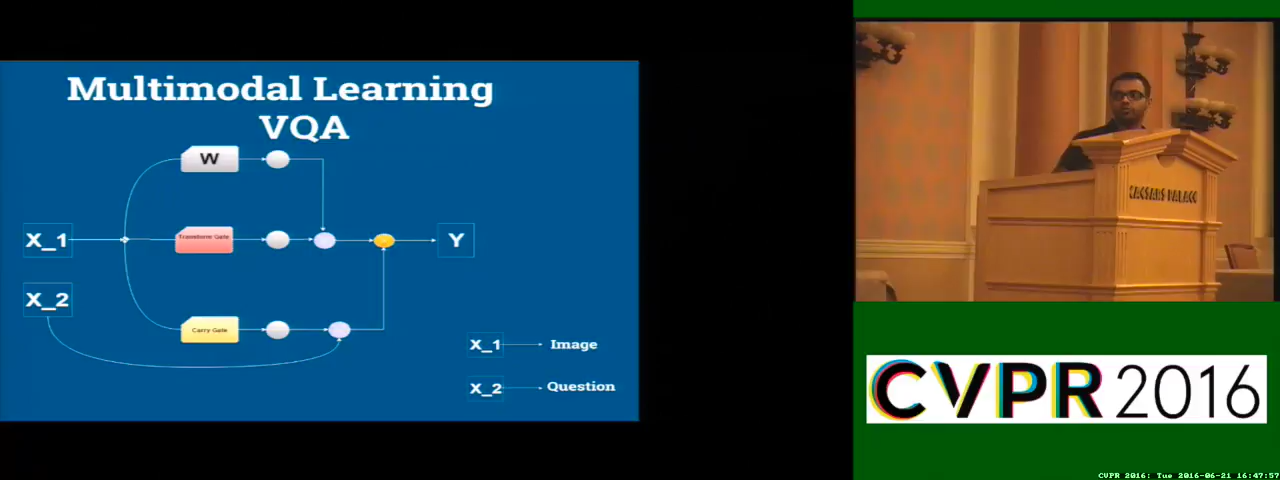 Multimodal Learning
VQA
W
X_1
Transform Gate
Y
X_2
Carry Gate
X_1
Image
X_2
Question
CAESARS PALACE
CVPR 2016
CVPR 2016: Tue 2016-06-21 16:47:57